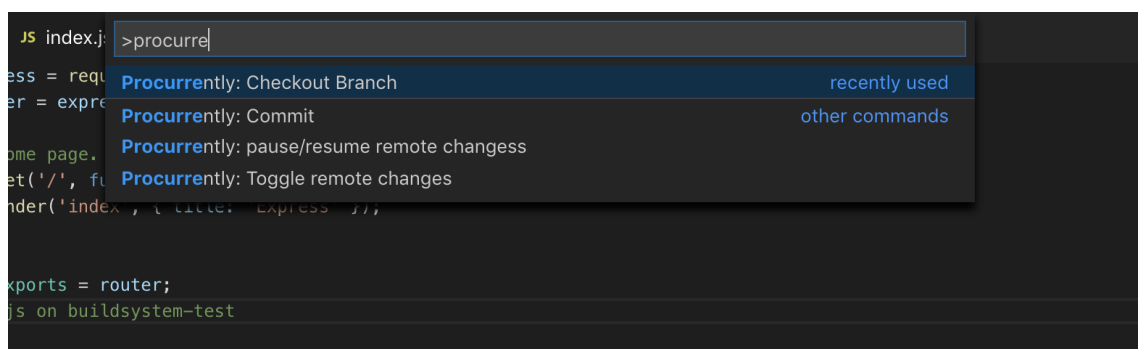 JS index.j
>procurre
ess = requ
Procurrently: Checkout Branch recently used
er = expre
Procurrently: Commit other commands
ome page.
Procurrently: pause/resume remote changess
et('/', fu
Procurrently: Toggle remote changes
nder('index', { title: 'Express' });
xports = router;
js on buildsystem-test